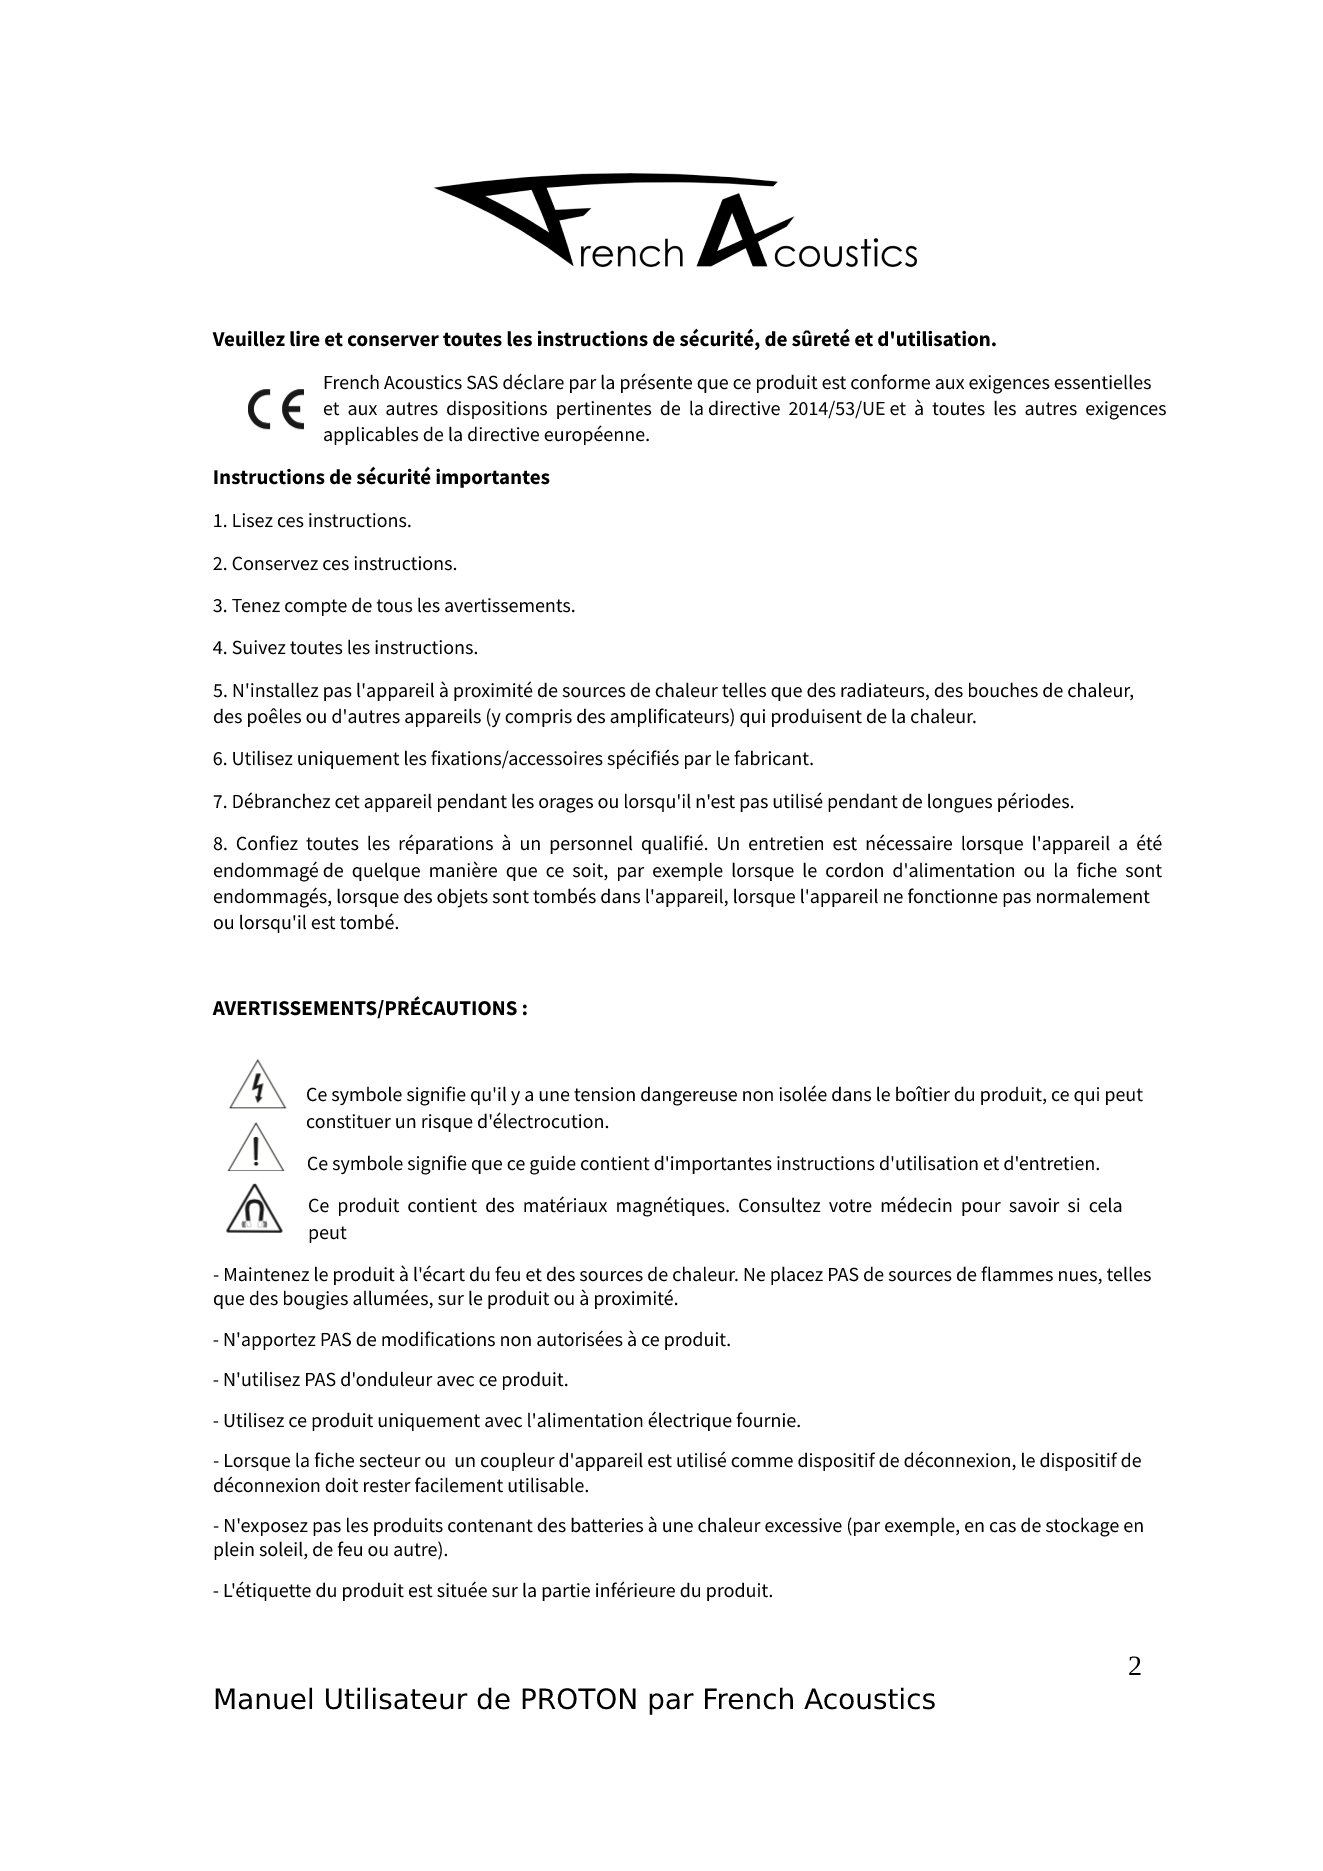 French Acoustics
Veuillez lire et conserver toutes les instructions de sécurité, de sûreté et d'utilisation.
CE
French Acoustics SAS déclare par la présente que ce produit est conforme aux exigences essentielles
et aux autres dispositions pertinentes de la directive 2014/53/UE et à toutes les autres exigences
applicables de la directive européenne.
Instructions de sécurité importantes
1. Lisez ces instructions.
2. Conservez ces instructions.
3. Tenez compte de tous les avertissements.
4. Suivez toutes les instructions.
5. N'installez pas l'appareil à proximité de sources de chaleur telles que des radiateurs, des bouches de chaleur,
des poêles ou d'autres appareils (y compris des amplificateurs) qui produisent de la chaleur.
6. Utilisez uniquement les fixations/accessoires spécifiés par le fabricant.
7. Débranchez cet appareil pendant les orages ou lorsqu'il n'est pas utilisé pendant de longues périodes.
8. Confiez toutes les réparations à un personnel qualifié. Un entretien est nécessaire lorsque l'appareil a été
endommagé de quelque manière que ce soit, par exemple lorsque le cordon d'alimentation ou la fiche sont
endommagés, lorsque des objets sont tombés dans l'appareil, lorsque l'appareil ne fonctionne pas normalement
ou lorsqu'il est tombé.
AVERTISSEMENTS/PRÉCAUTIONS :
Ce symbole signifie qu'il y a une tension dangereuse non isolée dans le boîtier du produit, ce qui peut
constituer un risque d'électrocution.
Ce symbole signifie que ce guide contient d'importantes instructions d'utilisation et d'entretien.
Ce produit contient des matériaux magnétiques. Consultez votre médecin pour savoir si cela
peut
- Maintenez le produit à l'écart du feu et des sources de chaleur. Ne placez PAS de sources de flammes nues, telles
que des bougies allumées, sur le produit ou à proximité.
- N'apportez PAS de modifications non autorisées à ce produit.
- N'utilisez PAS d'onduleur avec ce produit.
- Utilisez ce produit uniquement avec l'alimentation électrique fournie.
- Lorsque la fiche secteur ou un coupleur d'appareil est utilisé comme dispositif de déconnexion, le dispositif de
déconnexion doit rester facilement utilisable.
- N'exposez pas les produits contenant des batteries à une chaleur excessive (par exemple, en cas de stockage en
plein soleil, de feu ou autre).
- L'étiquette du produit est située sur la partie inférieure du produit.
2
Manuel Utilisateur de PROTON par French Acoustics